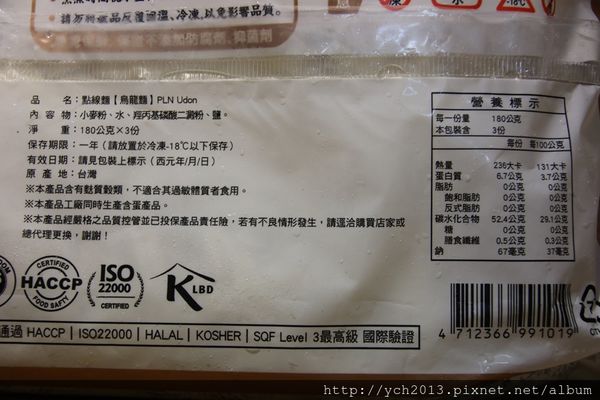 請勿將產品反覆回溫、冷凍,以免影響品質。
冷凍 -18℃
品　　名：點線麵【烏龍麵】PLN Udon
內 容 物：小麥粉、水、羥丙基磷酸二澱粉、鹽。
淨　　重：180公克×3份
保存期限：一年（請放置於冷凍-18℃以下保存）
有效日期：請見包裝上標示（西元年/月/日）
原 產 地：台灣
※本產品含有麩質穀類，不適合其過敏體質者食用。
※本產品工廠同時生產含蛋產品。
※本產品經嚴格之品質控管並已投保產品責任險，若有不良情形發生，請逕洽購買店家或
總代理更換，謝謝！
營 養 標 示
每一份量 180公克
本包裝含 3份
每份 每100公克
熱量 236大卡 131大卡
蛋白質 6.7公克 3.7公克
脂肪 0公克 0公克
飽和脂肪 0公克 0公克
反式脂肪 0公克 0公克
碳水化合物 52.4公克 29.1公克
糖 0公克 0公克
膳食纖維 0.5公克 0.3公克
鈉 67毫克 37毫克
CERTIFIED HACCP FOOD SAFTY
ISO 22000 CERTIFIED
K LBD
通過 HACCP | ISO22000 | HALAL | KOSHER | SQF Level 3最高級 國際驗證
4 712366 991019
http://ych2013.pixnet.net/album